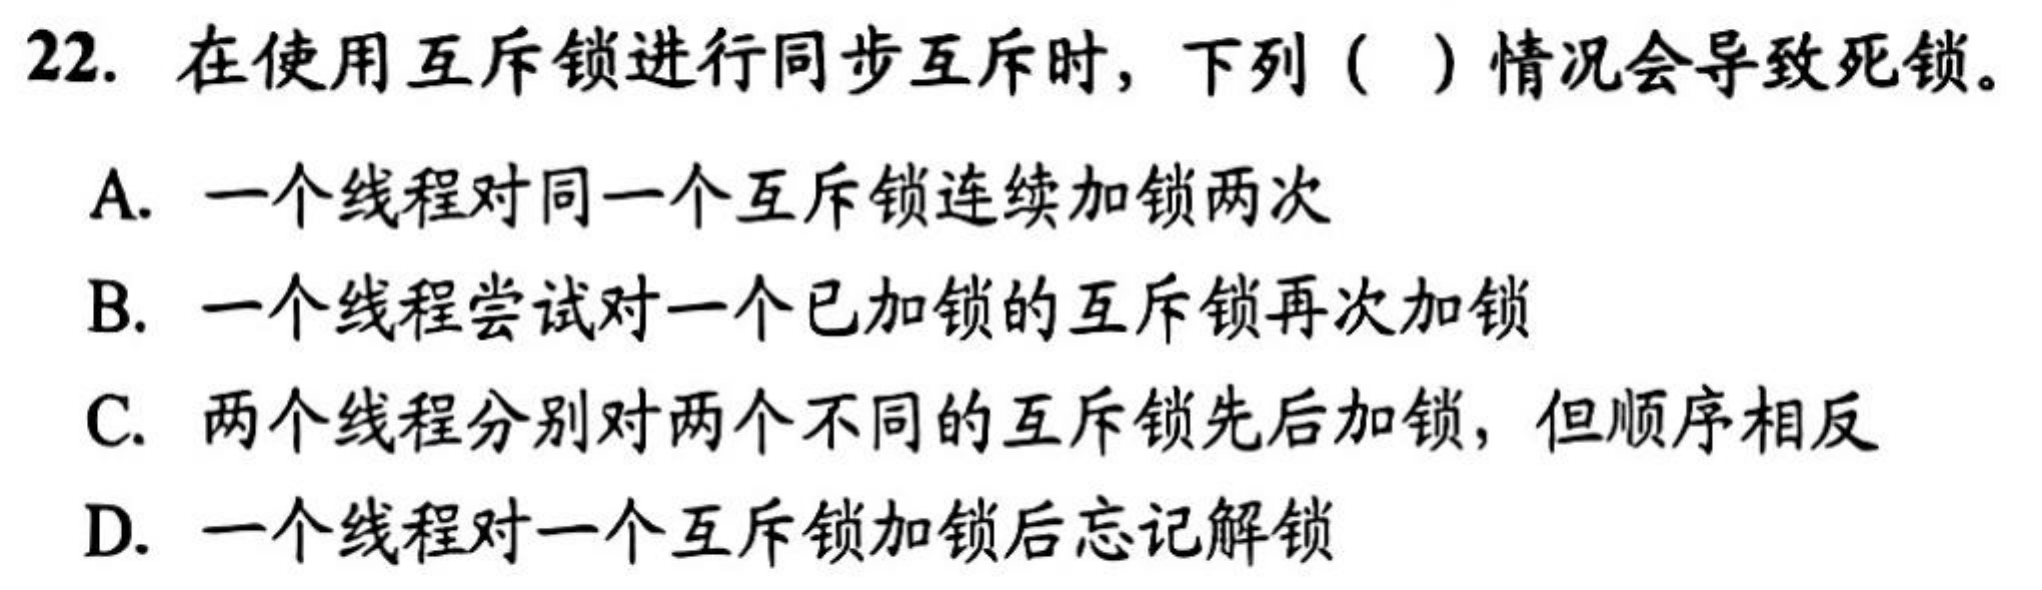 22. 在使用互斥锁进行同步互斥时，下列（ ）情况会导致死锁。
A. 一个线程对同一个互斥锁连续加锁两次
B. 一个线程尝试对一个已加锁的互斥锁再次加锁
C. 两个线程分别对两个不同的互斥锁先后加锁，但顺序相反
D. 一个线程对一个互斥锁加锁后忘记解锁